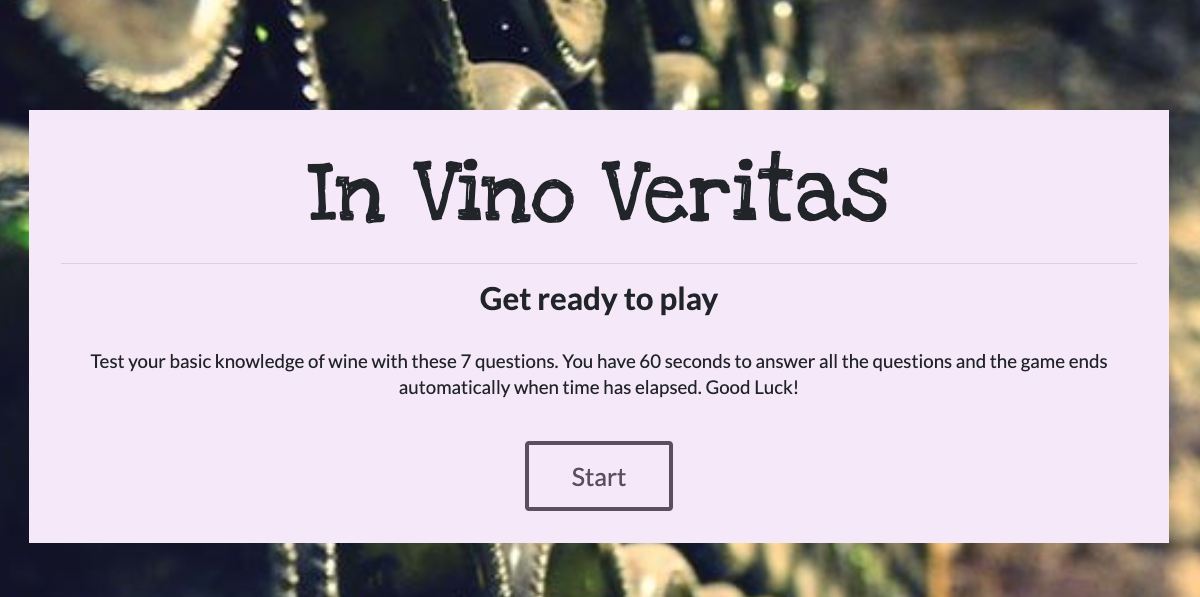 In Vino Veritas
Get ready to play
Test your basic knowledge of wine with these 7 questions. You have 60 seconds to answer all the questions and the game ends
automatically when time has elapsed. Good Luck!
Start